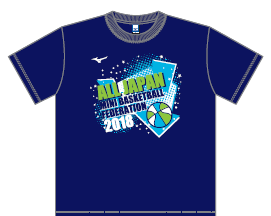 ALL JAPAN
MINI BASKETBALL
FEDERATION
2018